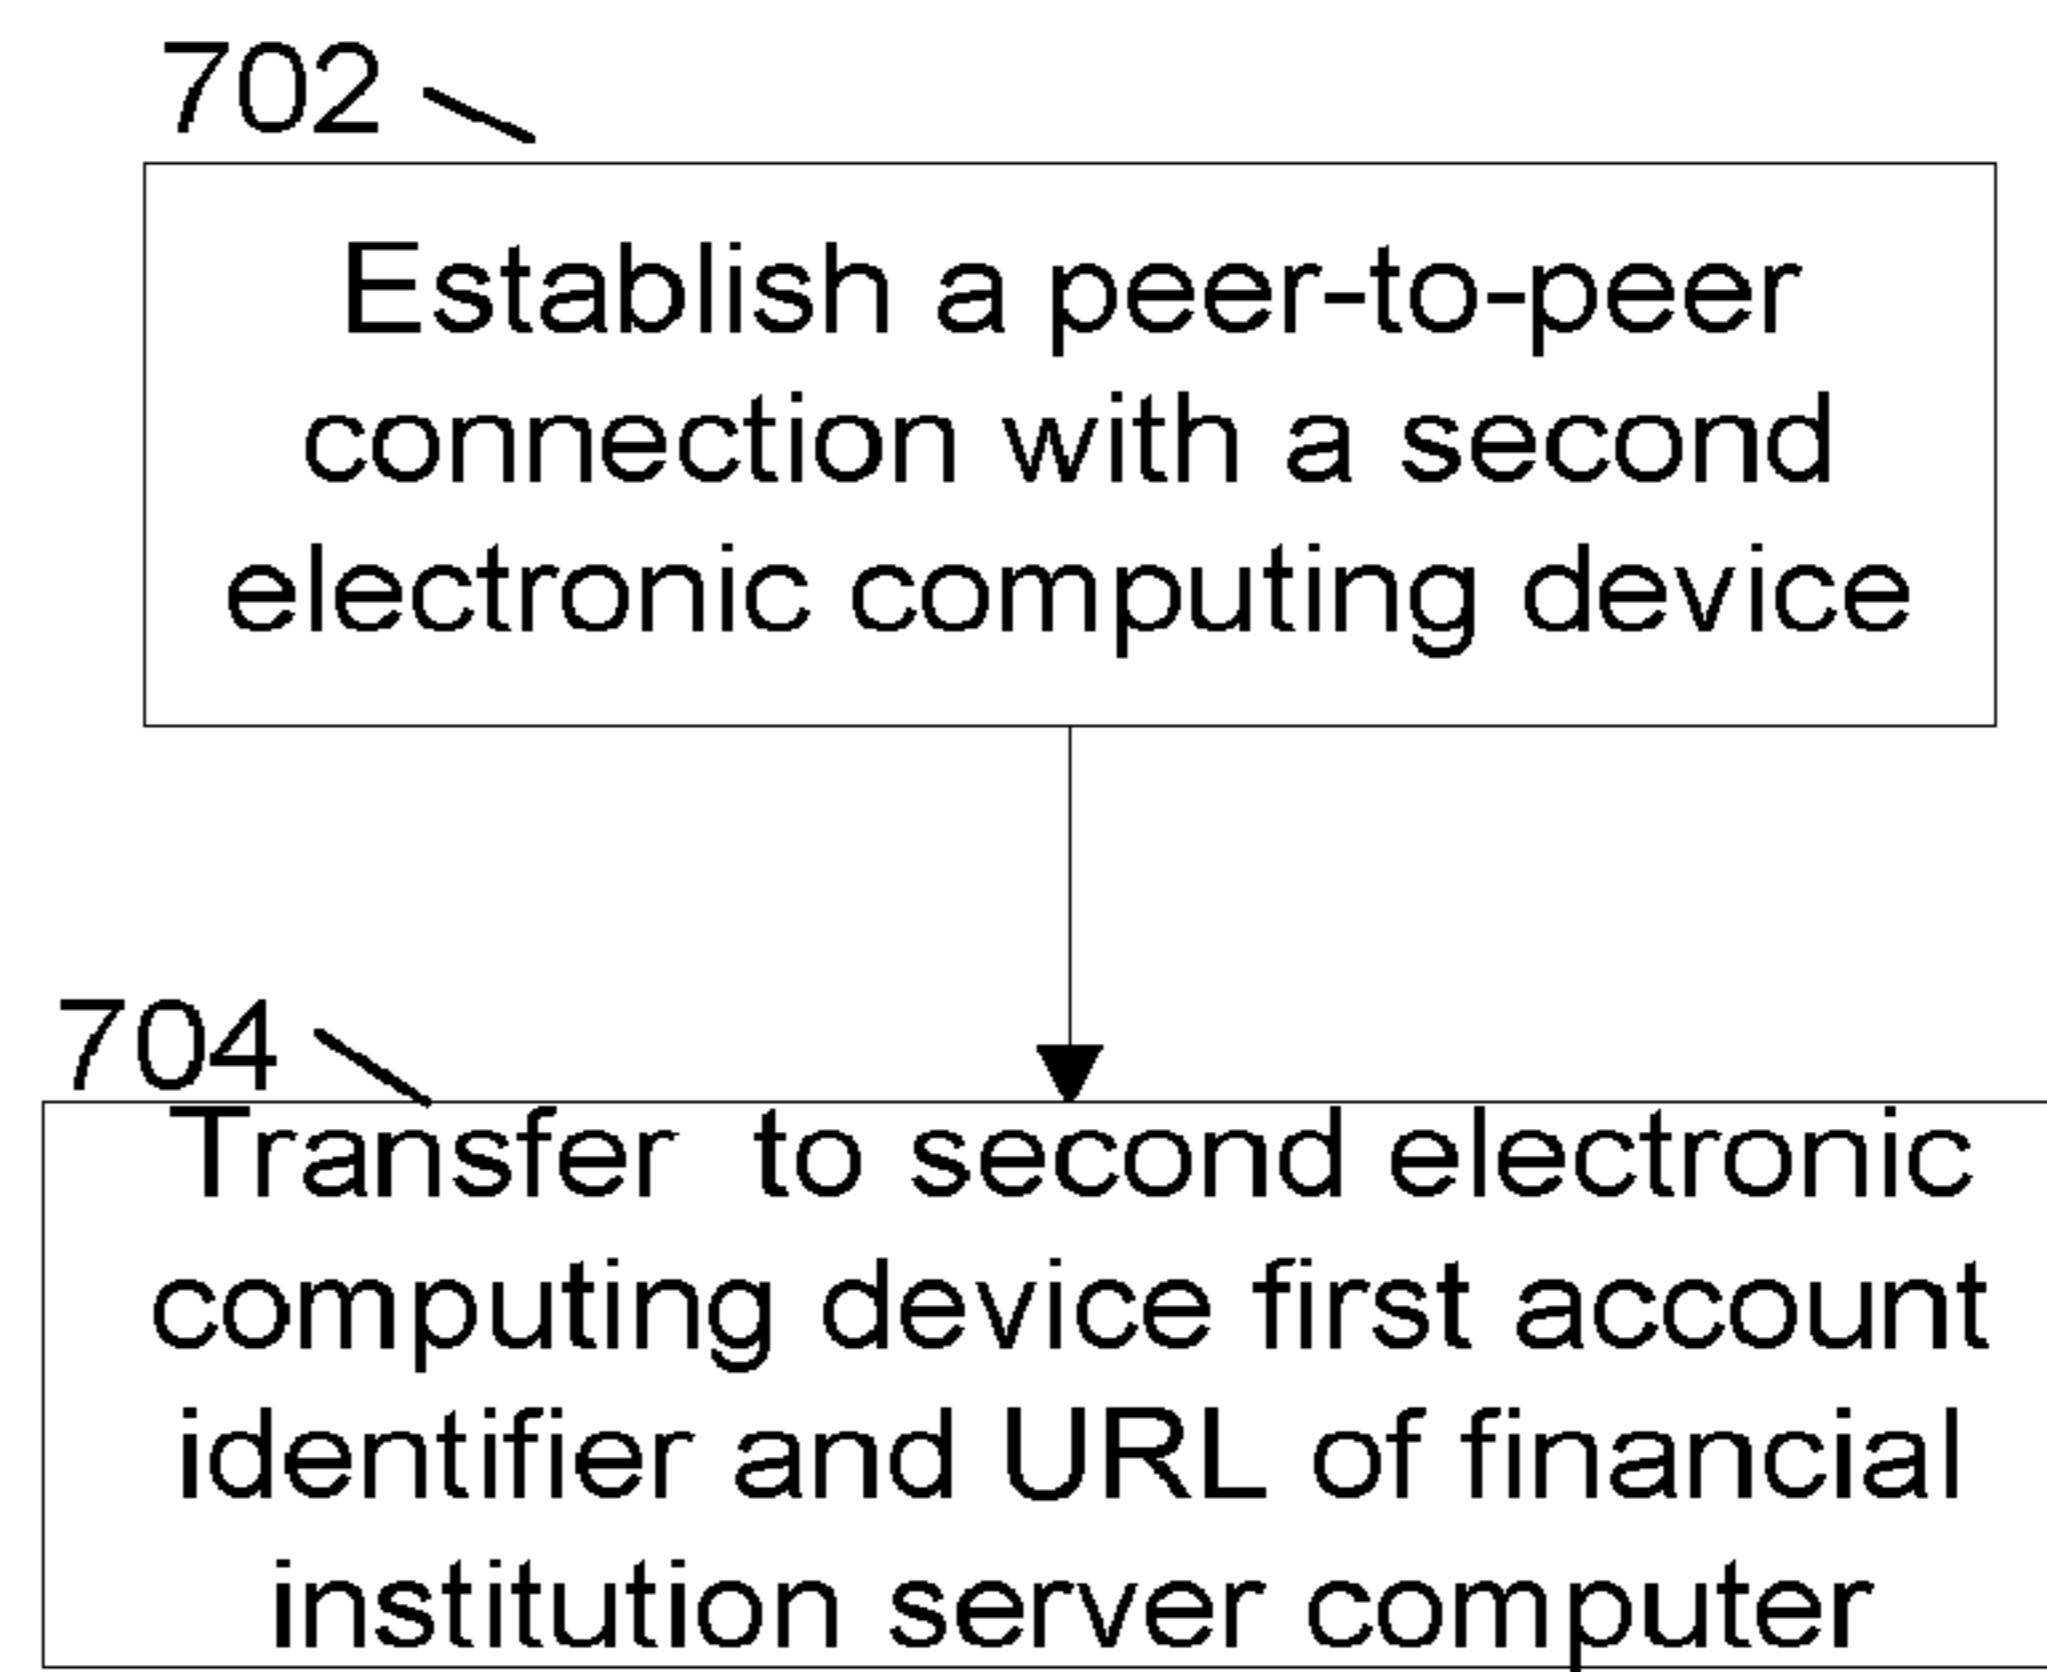 702
Establish a peer-to-peer
connection with a second
electronic computing device
704
Transfer to second electronic
computing device first account
identifier and URL of financial
institution server computer